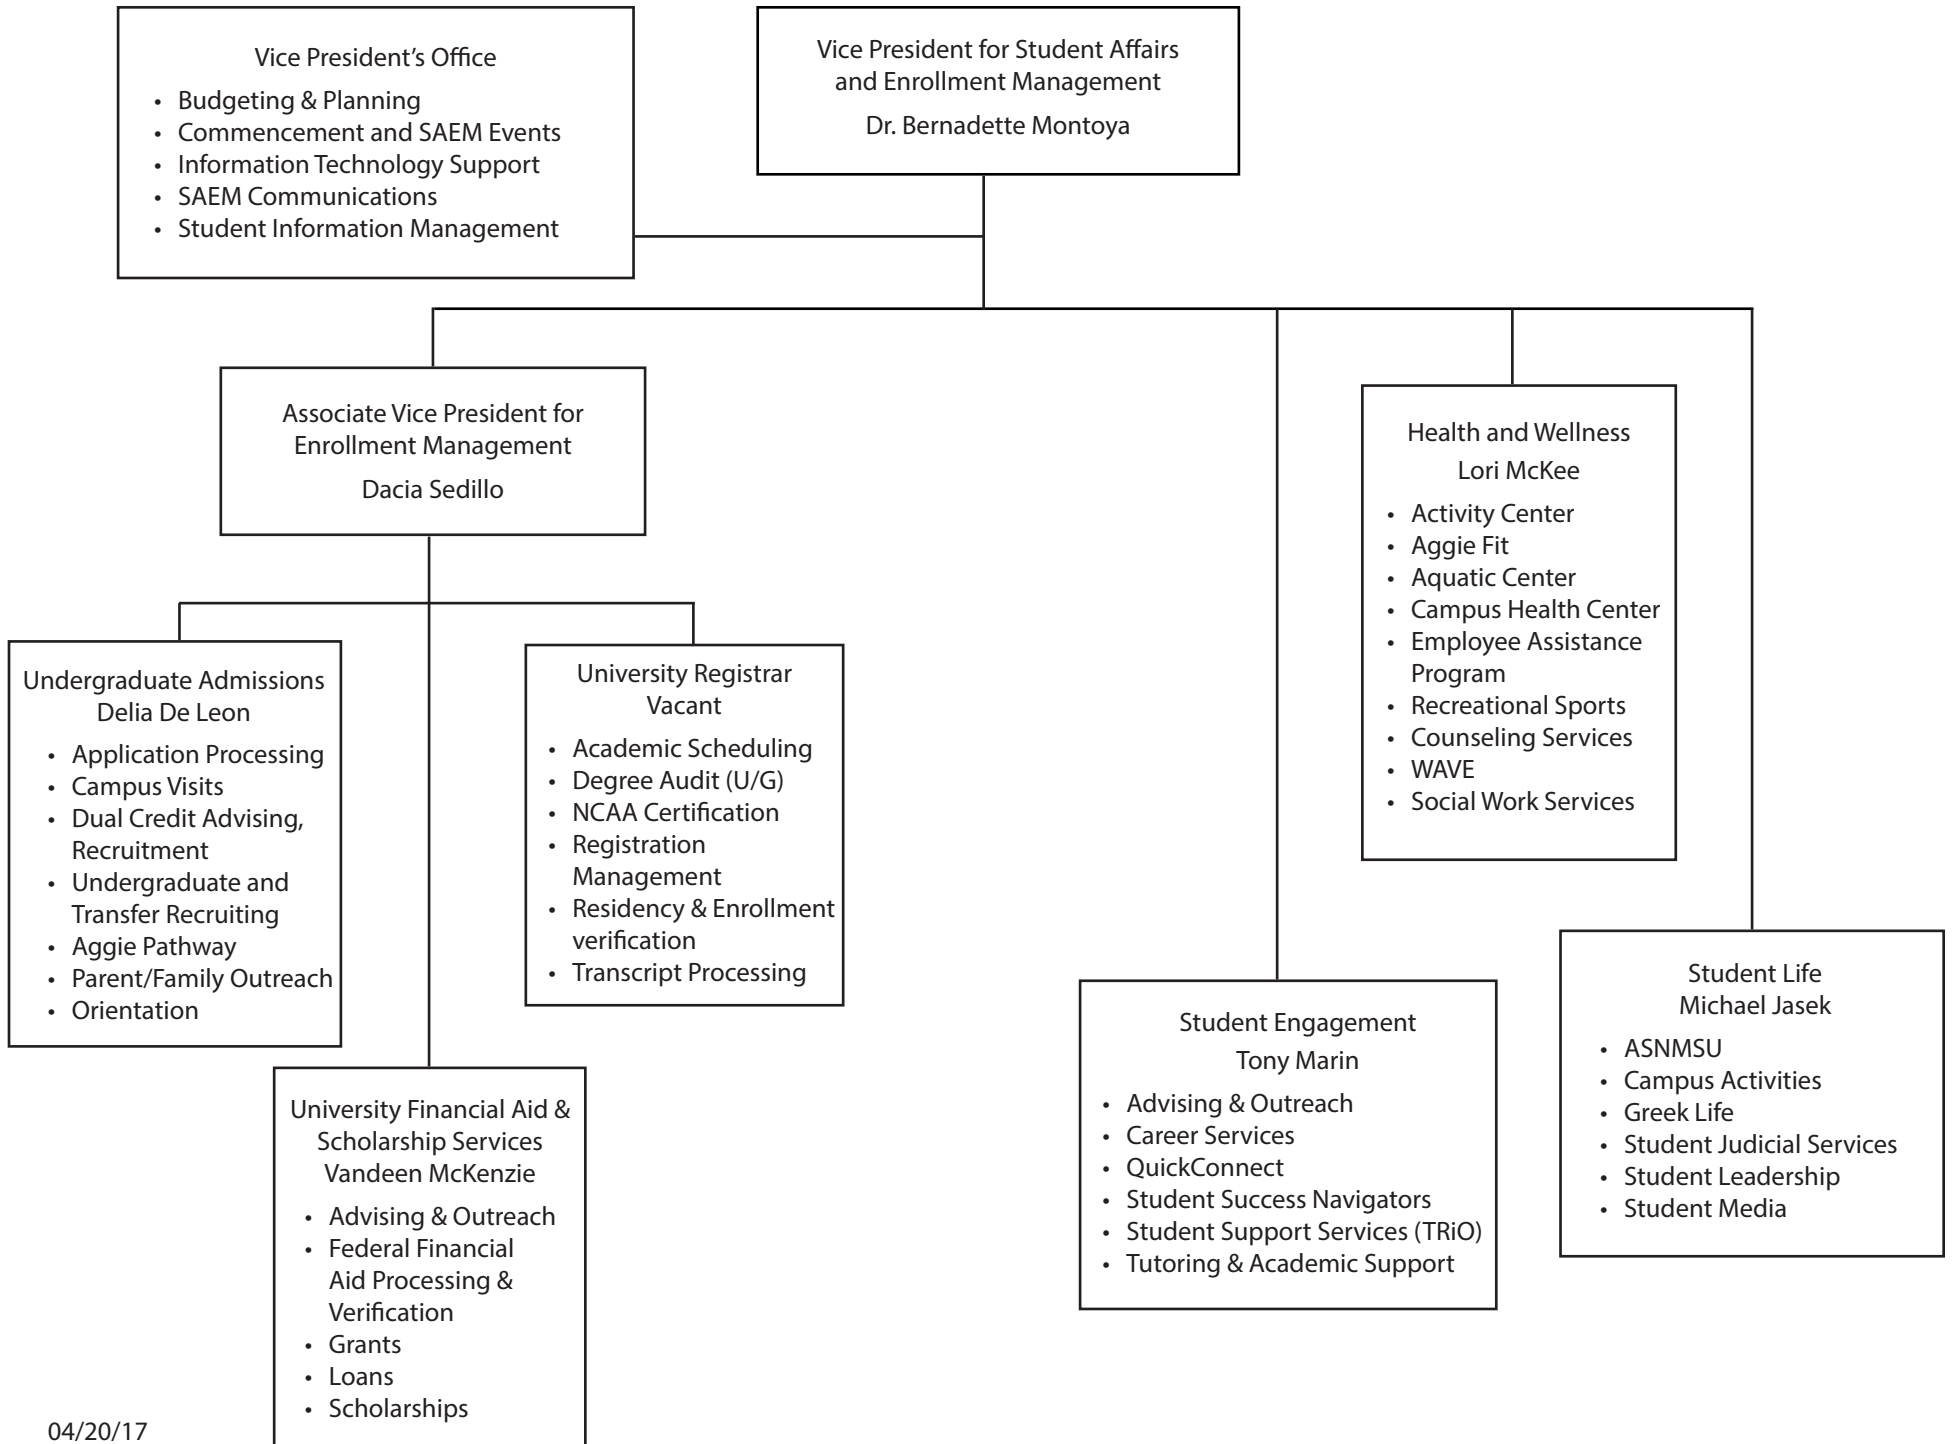 Vice President’s Office
• Budgeting & Planning
• Commencement and SAEM Events
• Information Technology Support
• SAEM Communications
• Student Information Management
Vice President for Student Affairs
and Enrollment Management
Dr. Bernadette Montoya
Associate Vice President for
Enrollment Management
Dacia Sedillo
Undergraduate Admissions
Delia De Leon
• Application Processing
• Campus Visits
• Dual Credit Advising,
Recruitment
• Undergraduate and
Transfer Recruiting
• Aggie Pathway
• Parent/Family Outreach
• Orientation
University Financial Aid &
Scholarship Services
Vandeen McKenzie
• Advising & Outreach
• Federal Financial
Aid Processing &
Verification
• Grants
• Loans
• Scholarships
University Registrar
Vacant
• Academic Scheduling
• Degree Audit (U/G)
• NCAA Certification
• Registration
Management
• Residency & Enrollment
verification
• Transcript Processing
Student Engagement
Tony Marin
• Advising & Outreach
• Career Services
• QuickConnect
• Student Success Navigators
• Student Support Services (TRiO)
• Tutoring & Academic Support
Health and Wellness
Lori McKee
• Activity Center
• Aggie Fit
• Aquatic Center
• Campus Health Center
• Employee Assistance
Program
• Recreational Sports
• Counseling Services
• WAVE
• Social Work Services
Student Life
Michael Jasek
• ASNMSU
• Campus Activities
• Greek Life
• Student Judicial Services
• Student Leadership
• Student Media
04/20/17